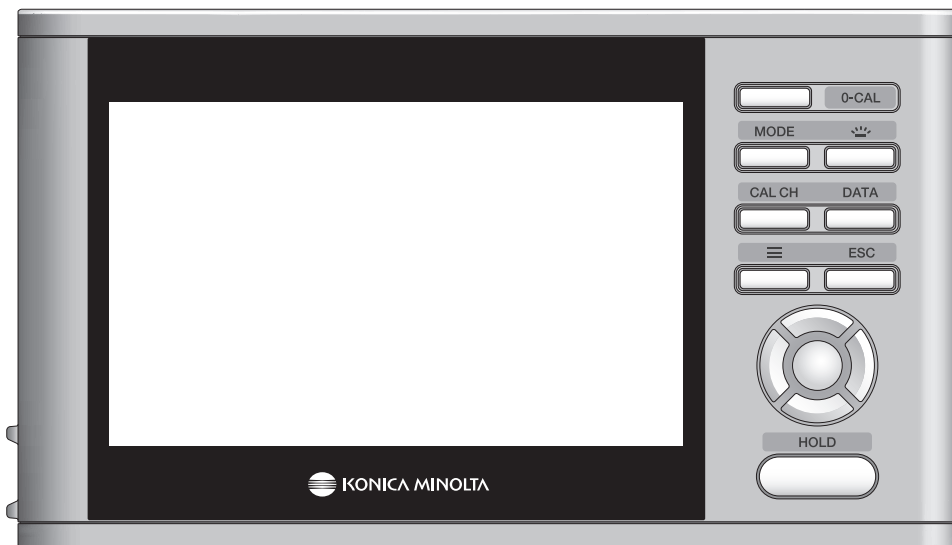 0-CAL
MODE
CAL CH DATA
ESC
HOLD
KONICA MINOLTA